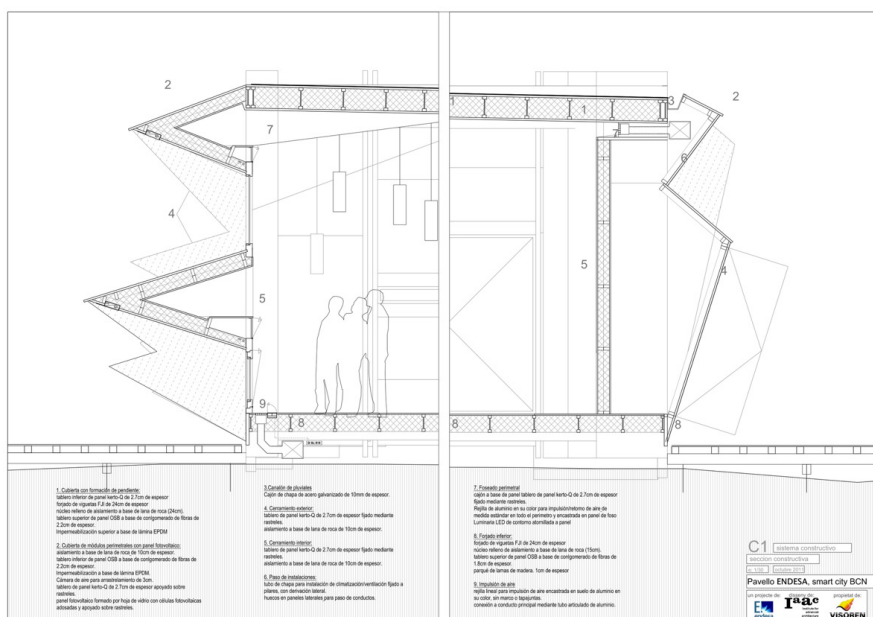 2
7
4
5
9
8
1
1
3
2
7
6
5
4
8
8
1. Cubierta con formación de pendiente:
tablero inferior de panel kerto-Q de 2.7cm de espesor
forjado de viguetas FJI de 24cm de espesor
núcleo relleno de aislamiento a base de lana de roca (24cm).
tablero superior de panel OSB a base de conlgomerado de fibras de
2.2cm de espesor.
Impermeabilización superior a base de lámina EPDM
2. Cubierta de módulos perimetrales con panel fotovoltaico:
aislamiento a base de lana de roca de 10cm de espesor.
tablero superior de panel OSB a base de conlgomerado de fibras de
2.2cm de espesor.
Impermeabilización a base de lámina EPDM.
Cámara de aire para arrastretamiento de 3cm.
tablero de panel kerto-Q de 2.7cm de espesor apoyado sobre
rastreles.
panel fotovoltaico formado por hoja de vidrio con células fotovoltaicas
adosadas y apoyado sobre rastreles.
3.Canalón de pluviales
Cajón de chapa de acero galvanizado de 10mm de espesor.
4. Cerramiento exterior:
tablero de panel kerto-Q de 2.7cm de espesor fijado mediante
rastreles.
aislamiento a base de lana de roca de 10cm de espesor.
5. Cerramiento interior:
tablero de panel kerto-Q de 2.7cm de espesor fijado mediante
rastreles.
aislamiento a base de lana de roca de 10cm de espesor.
6. Paso de instalaciones:
tubo de chapa para instalación de climatización/ventilación fijado a
pilares, con derivación lateral.
huecos en paneles laterales para paso de conductos.
7. Foseado perimetral
cajón a base de panel tablero de panel kerto-Q de 2.7cm de espesor
fijado mediante rastreles.
Rejilla de aluminio en su color para impulsión/retorno de aire de
medida estándar en todo el perímetro y encastrada en panel de foso
Luminaria LED de contorno atornillada a panel
8. Forjado inferior:
forjado de viguetas FJI de 24cm de espesor
núcleo relleno de aislamiento a base de lana de roca (15cm).
tablero superior de panel OSB a base de conlgomerado de fibras de
1.8cm de espesor.
parqué de lamas de madera. 1cm de espesor
9. Impulsión de aire
rejilla lineal para impulsión de aire encastrada en suelo de aluminio en
su color, sin marco o tapajuntas.
conexión a conducto principal mediante tubo articulado de aluminio.
C1 sistema constructivo
seccion constructiva
octubre 2011
Pavello ENDESA, smart city BCN
un projecte de: disseny de: propietat de:
endesa Iaac VISOREN